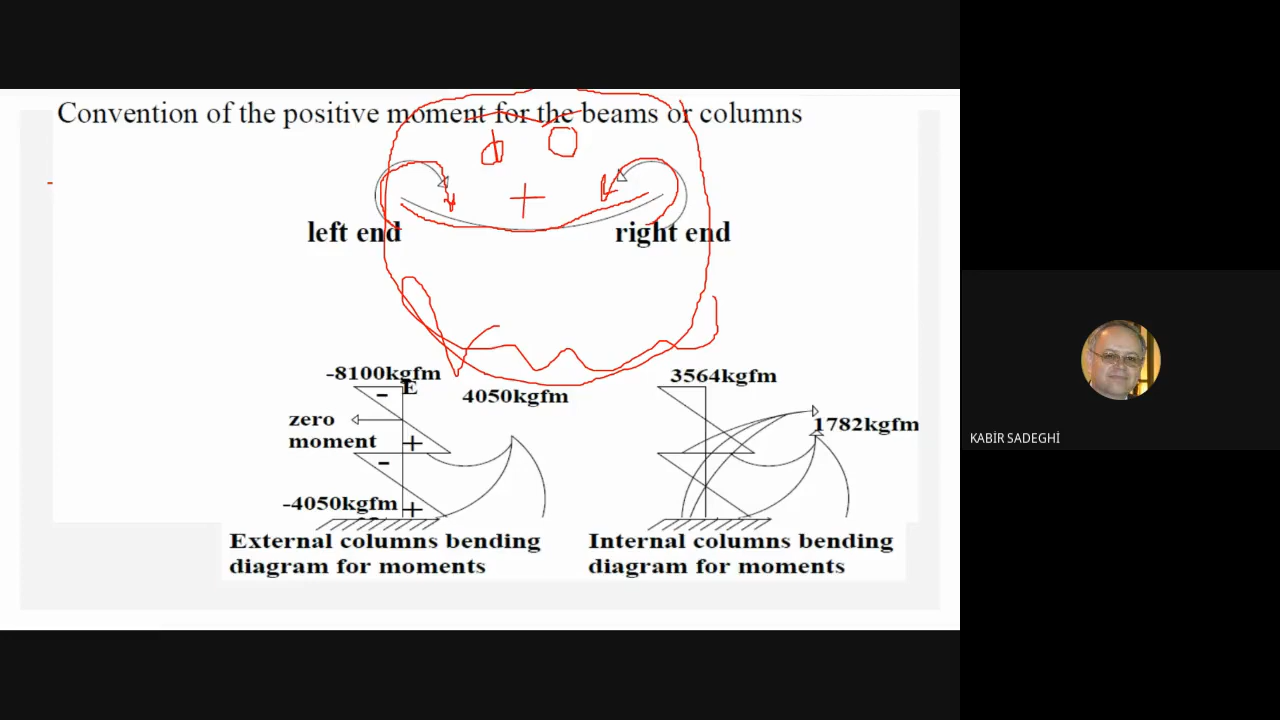 Convention of the positive moment for the beams or columns
+
left end
right end
-8100kgfm
E
3564kgfm
-
4050kgfm
zero
moment
+
1782kgfm
-
-4050kgfm
+
External columns bending
diagram for moments
Internal columns bending
diagram for moments
KABİR SADEGHİ